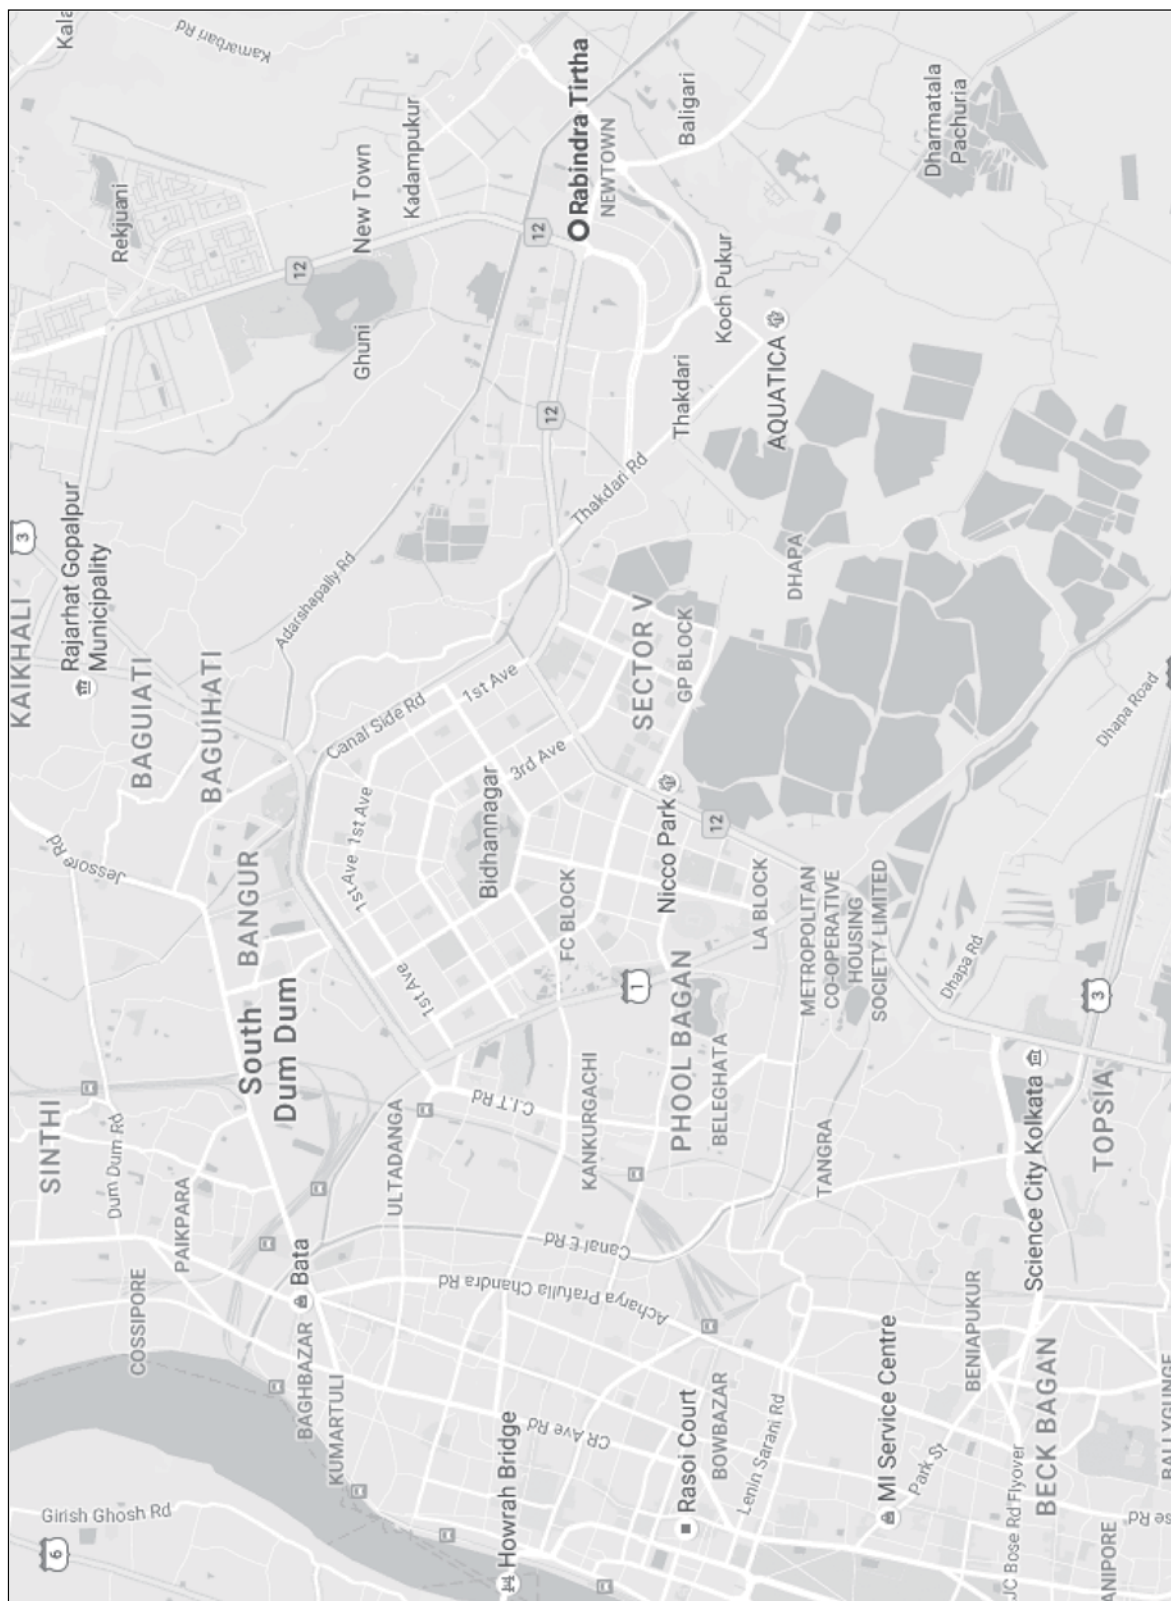 6
Girish Ghosh Rd
SINTHI
KAIKHALI
3
Kala
Rajarhat Gopalpur
Municipality
Jessore Rd
Dum Dum Rd
COSSIPORE
BAGUIATI
Rekjuani
PAIKPARA
BAGUIHATI
Kamarbari Rd
BANGUR
South
Dum Dum
Bata
BAGHBAZAR
KUMARTULI
Adarshapally Rd
12
Ghuni
New Town
Kadampukur
ULTADANGA
1st Ave
1st Ave
1st Ave
Canal Side Rd
1st Ave
Howrah Bridge
Acharya Prafulla Chandra Rd
C.I.T Rd
Bidhannagar
3rd Ave
12
12
Rabindra Tirtha
NEWTOWN
CR Ave Rd
Canal E Rd
KANKURGACHI
FC BLOCK
Thakdari Rd
1
SECTOR V
GP BLOCK
Nicco Park
PHOOL BAGAN
BELEGHATA
Thakdari
Koch Pukur
Baligari
Rasoi Court
BOWBAZAR
12
LA BLOCK
Lenin Sarani Rd
DHAPA
AQUATICA
TANGRA
METROPOLITAN
CO-OPERATIVE
HOUSING
SOCIETY LIMITED
MI Service Centre
Park St
Dharmatala
Pachuria
Dhapa Rd
BENIAPUKUR
JC Bose Rd Flyover
BECK BAGAN
Science City Kolkata
TOPSIA
3
Dhapa Road
ANIPORE
se Rd
BALLYGUNGE